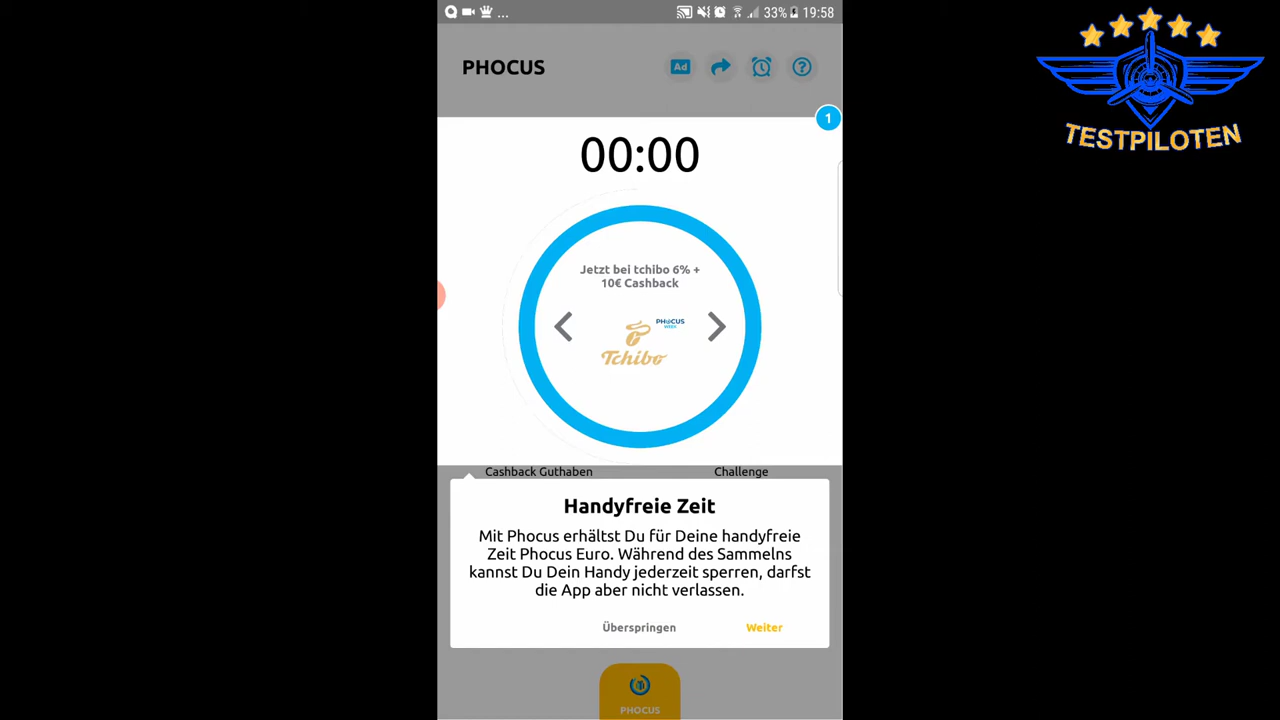 ... 33% 19:58
PHOCUS
Ad
?
1
00:00
Jetzt bei tchibo 6% +
10€ Cashback
PHOCUS
WEEK
Tchibo
Cashback Guthaben Challenge
Handyfreie Zeit
Mit Phocus erhältst Du für Deine handyfreie
Zeit Phocus Euro. Während des Sammelns
kannst Du Dein Handy jederzeit sperren, darfst
die App aber nicht verlassen.
Überspringen Weiter
PHOCUS
TESTPILOTEN